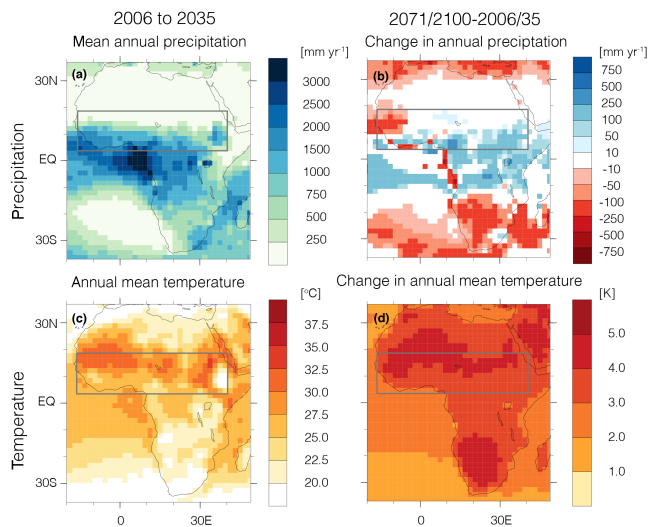 2006 to 2035
2071/2100-2006/35
Mean annual precipitation
[mm yr-1]
Change in annual preciptation
[mm yr-1]
Precipitation
30N
EQ
30S
(a)
3000
2500
2000
1500
1000
750
500
250
(b)
750
500
250
100
50
10
-10
-50
-100
-250
-500
-750
Annual mean temperature
[°C]
Change in annual mean temperature
[K]
Temperature
30N
EQ
30S
(c)
37.5
35.0
32.5
30.0
27.5
25.0
22.5
20.0
(d)
5.0
4.0
3.0
2.0
1.0
0
30E
0
30E